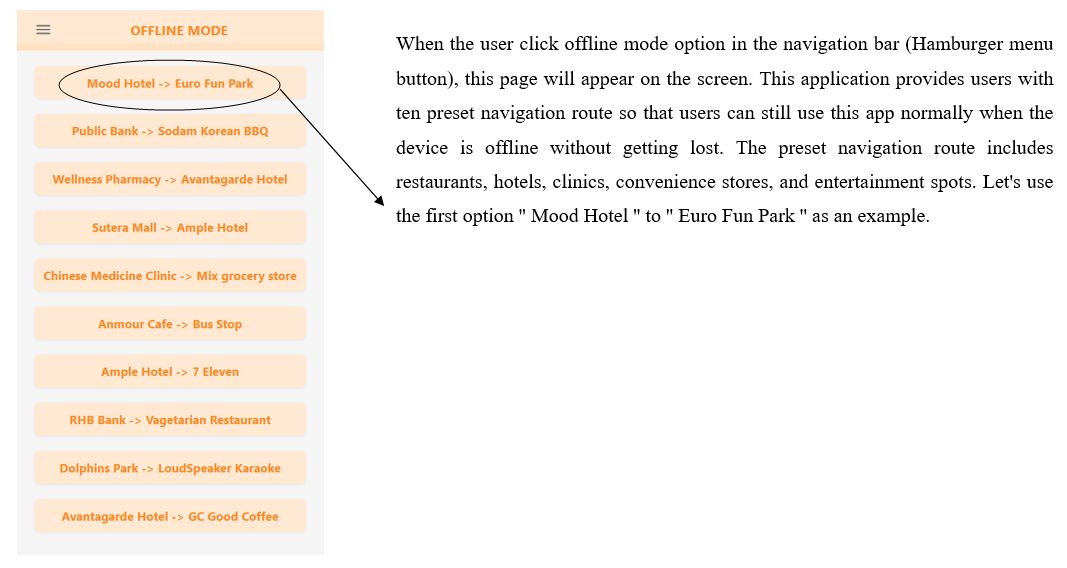 OFFLINE MODE
Mood Hotel -> Euro Fun Park
Public Bank -> Sodam Korean BBQ
Wellness Pharmacy -> Avantagarde Hotel
Sutera Mall -> Ample Hotel
Chinese Medicine Clinic -> Mix grocery store
Anmour Cafe -> Bus Stop
Ample Hotel -> 7 Eleven
RHB Bank -> Vagetarian Restaurant
Dolphins Park -> LoudSpeaker Karaoke
Avantagarde Hotel -> GC Good Coffee
When the user click offline mode option in the navigation bar (Hamburger menu
button), this page will appear on the screen. This application provides users with
ten preset navigation route so that users can still use this app normally when the
device is offline without getting lost. The preset navigation route includes
restaurants, hotels, clinics, convenience stores, and entertainment spots. Let's use
the first option " Mood Hotel " to " Euro Fun Park " as an example.